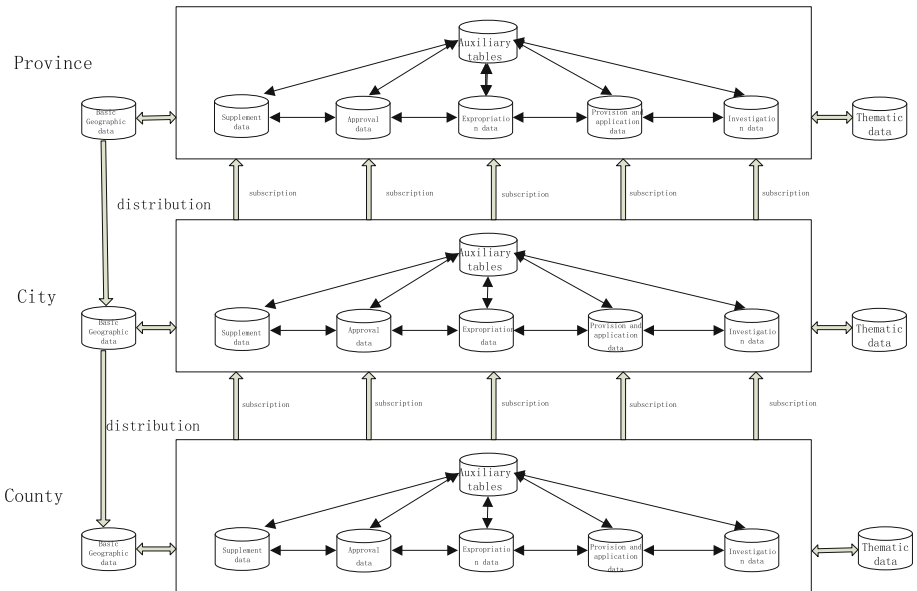 Province
Auxiliary
tables
Basic
Geographic
data
Supplement
data
Approval
data
Expropriatio
n data
Provision and
application
data
Investigatio
n data
Thematic
data
subscription
subscription
subscription
subscription
subscription
distribution
City
Auxiliary
tables
Basic
Geographic
data
Supplement
data
Approval
data
Expropriation
data
Provision and
application
data
Investigatio
n data
Thematic
data
subscription
subscription
subscription
subscription
subscription
distribution
County
Auxiliary
tables
Basic
Geographic
data
Supplement
data
Approval
data
Expropriatio
n data
Provision and
application
data
Investigatio
n data
Thematic
data